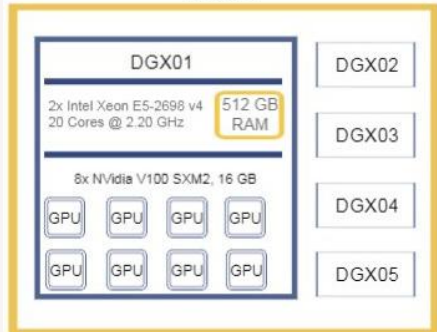 DGX01
2x Intel Xeon E5-2698 v4
20 Cores @ 2.20 GHz
512 GB
RAM
8x NVidia V100 SXM2, 16 GB
GPU GPU GPU GPU
GPU GPU GPU GPU
DGX02
DGX03
DGX04
DGX05